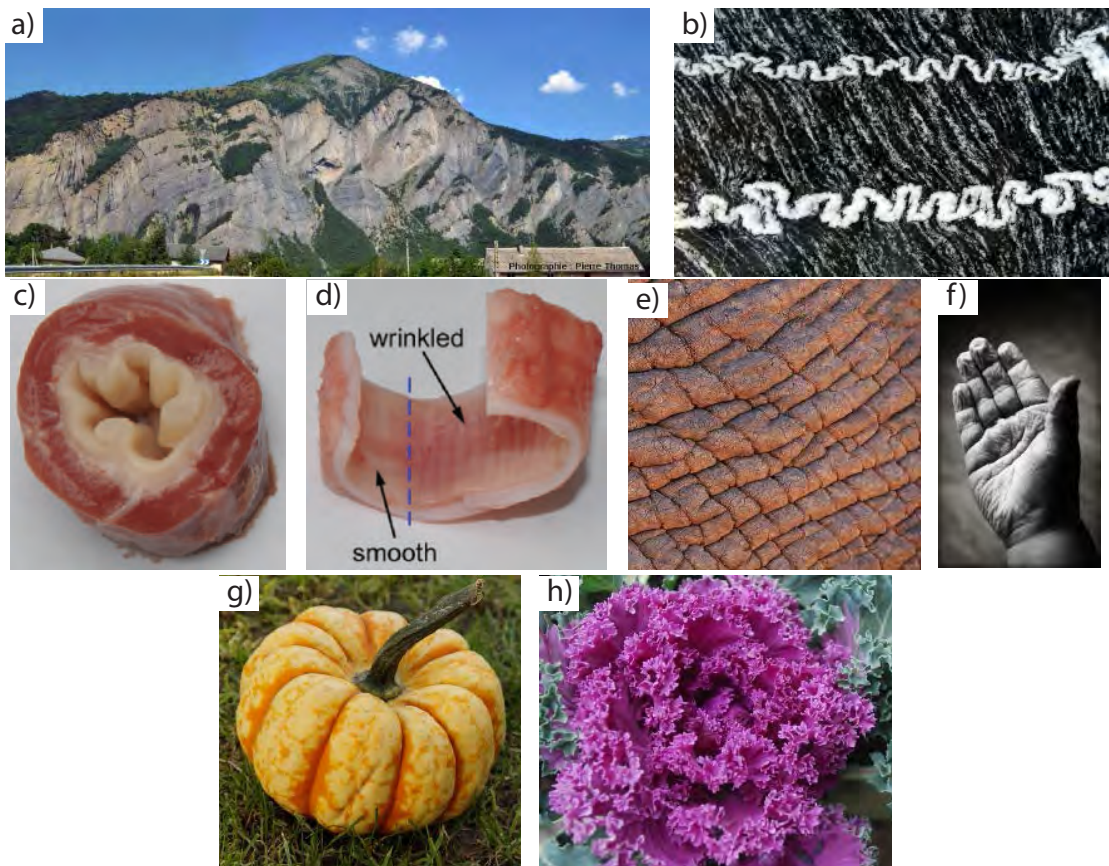 a)
b)
Photographie : Pierre Thomas
c)
d)
wrinkled
smooth
e)
f)
g)
h)